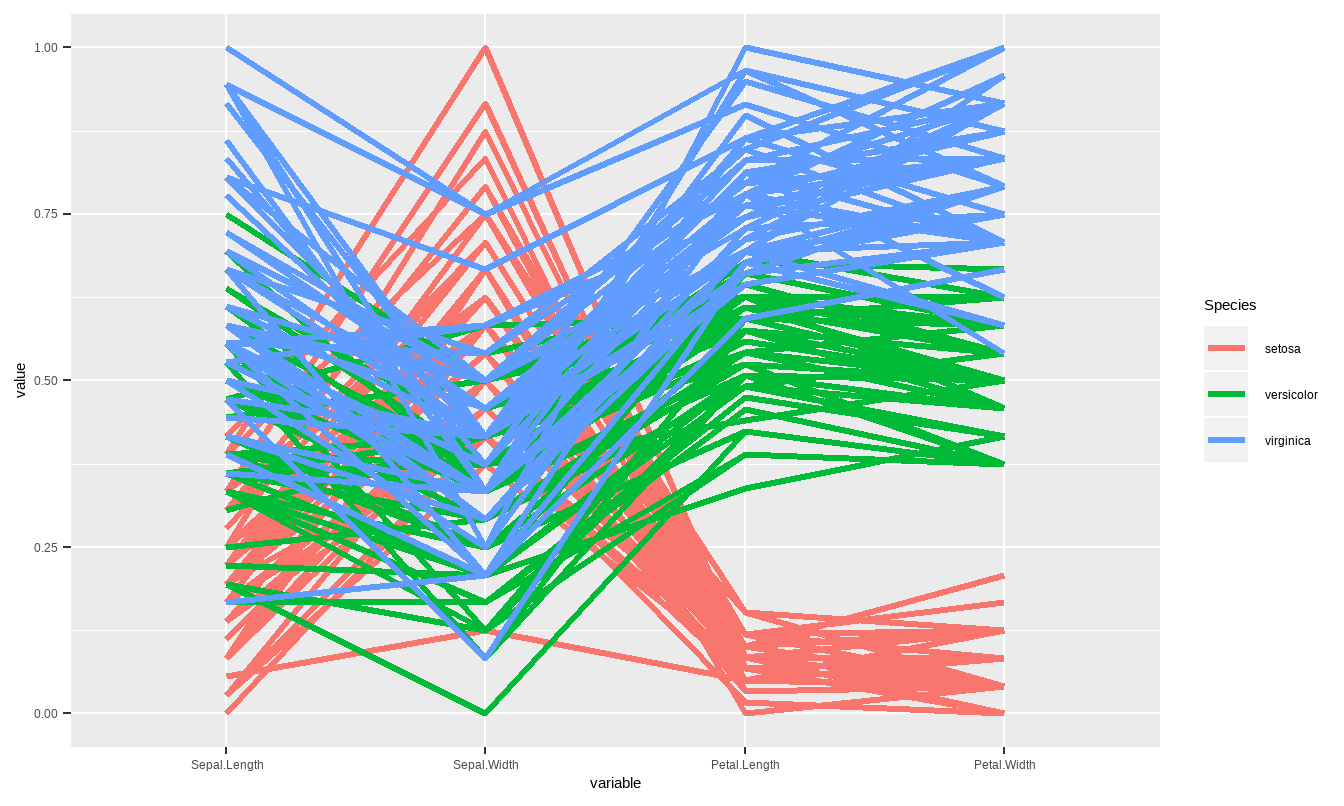 1.00
0.75
0.50
0.25
0.00
value
Sepal.Length Sepal.Width Petal.Length Petal.Width
variable
Species
setosa
versicolor
virginica